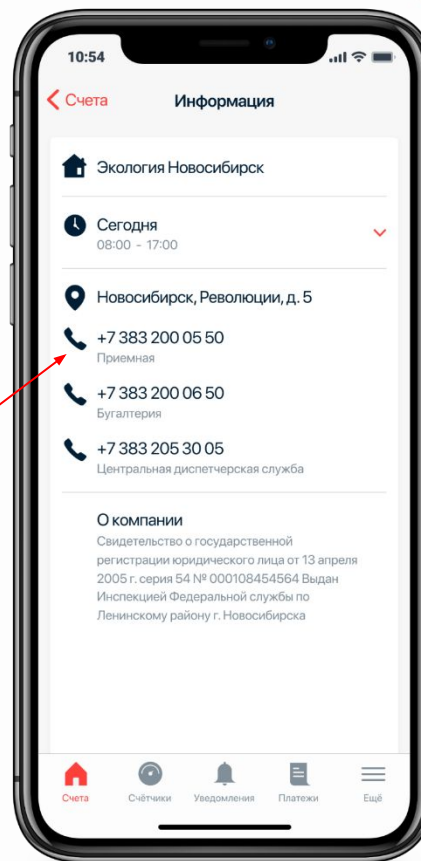 10:54
Счета
Информация
Экология Новосибирск
Сегодня
08:00 - 17:00
Новосибирск, Революции, д. 5
+7 383 200 05 50
Приемная
+7 383 200 06 50
Бугалтерия
+7 383 205 30 05
Центральная диспетчерская служба
О компании
Свидетельство о государственной
регистрации юридического лица от 13 апреля
2005 г. серия 54 № 000108454564 Выдан
Инспекцией Федеральной службы по
Ленинскому району г. Новосибирска
Счета
Счётчики
Уведомления
Платежи
Ещё